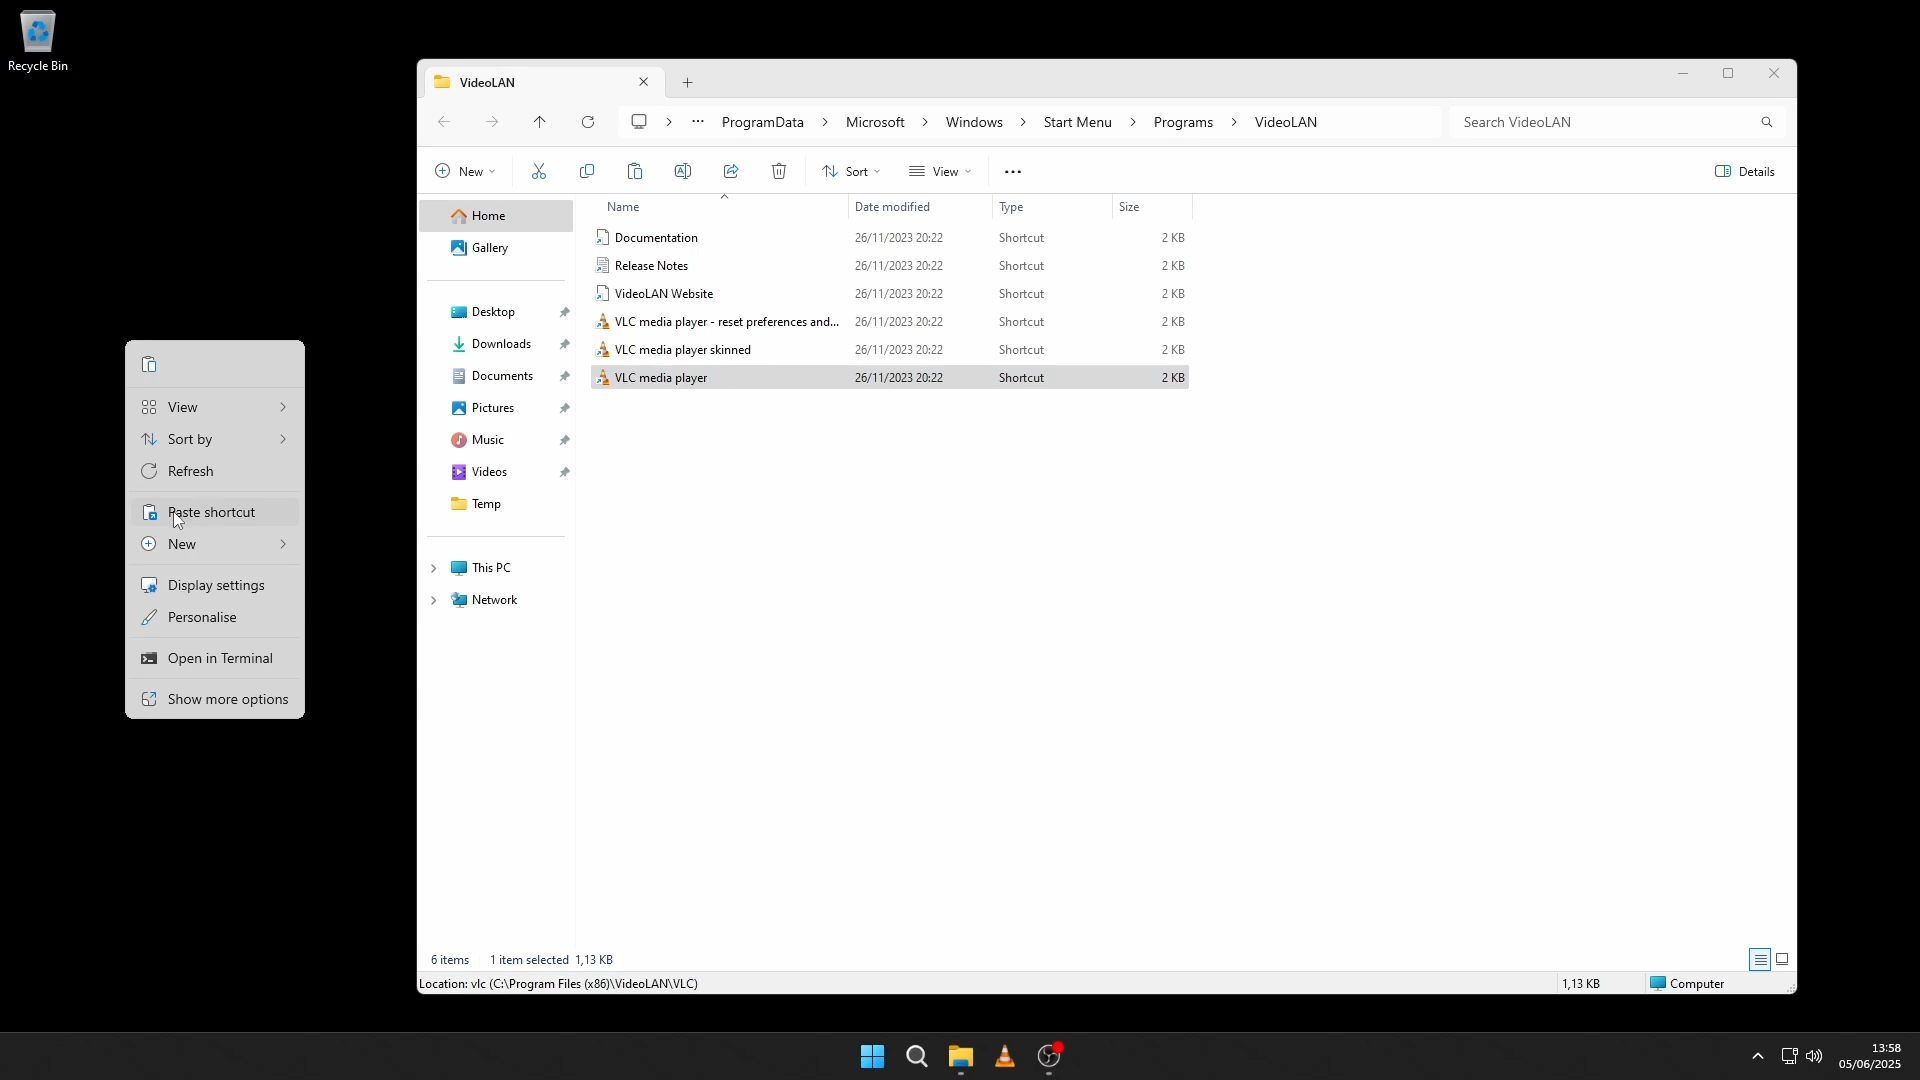 Recycle Bin
VideoLAN
ProgramData Microsoft Windows Start Menu Programs VideoLAN
Search VideoLAN
New Sort View Details
Home
Gallery
Desktop
Downloads
Documents
Pictures
Music
Videos
Temp
This PC
Network
Name Date modified Type Size
Documentation 26/11/2023 20:22 Shortcut 2 KB
Release Notes 26/11/2023 20:22 Shortcut 2 KB
VideoLAN Website 26/11/2023 20:22 Shortcut 2 KB
VLC media player - reset preferences and... 26/11/2023 20:22 Shortcut 2 KB
VLC media player skinned 26/11/2023 20:22 Shortcut 2 KB
VLC media player 26/11/2023 20:22 Shortcut 2 KB
View
Sort by
Refresh
Paste shortcut
New
Display settings
Personalise
Open in Terminal
Show more options
6 items 1 item selected 1,13 KB
Location: vlc (C:\Program Files (x86)\VideoLAN\VLC) 1,13 KB Computer
13:58
05/06/2025